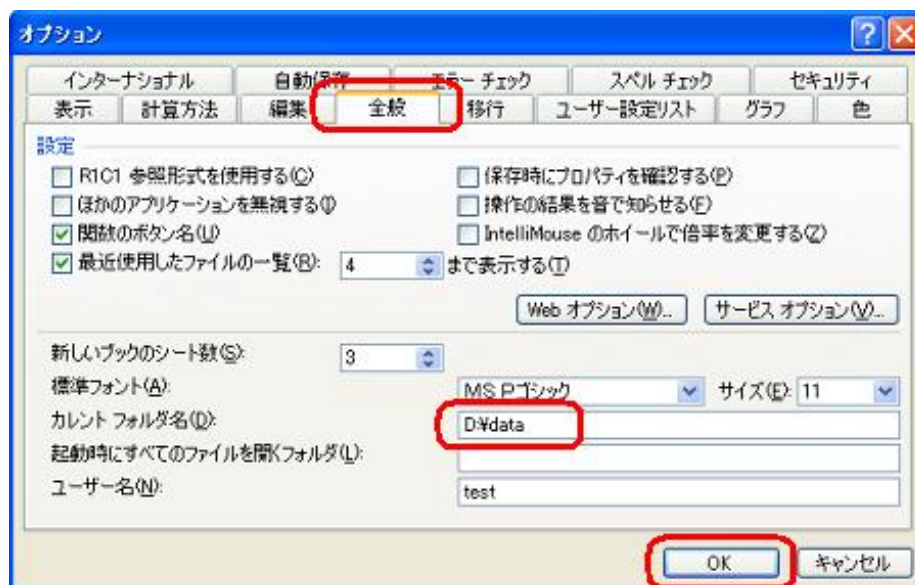 オプション
インターナショナル 自動保存 エラー チェック スペル チェック セキュリティ
表示 計算方法 編集 全般 移行 ユーザー設定リスト グラフ 色
設定
R1C1 参照形式を使用する(C) 保存時にプロパティを確認する(P)
ほかのアプリケーションを無視する(I) 操作の結果を音で知らせる(F)
関数のボタン名(U) IntelliMouse のホイールで倍率を変更する(Z)
最近使用したファイルの一覧(R): 4 まで表示する(T)
Web オプション(W)... サービス オプション(V)...
新しいブックのシート数(S): 3
標準フォント(A): MS Pゴシック サイズ(E): 11
カレント フォルダ名(D): D:¥data
起動時にすべてのファイルを開くフォルダ(L):
ユーザー名(N): test
OK キャンセル